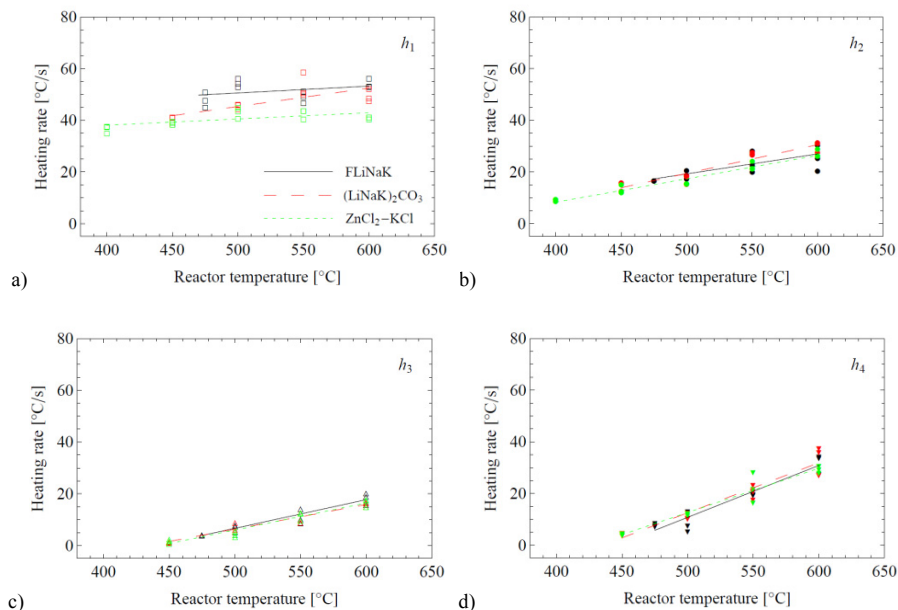 80
60
40
20
0
Heating rate [°C/s]
h₁
FLiNaK
(LiNaK)₂CO₃
ZnCl₂−KCl
400 450 500 550 600 650
Reactor temperature [°C]
a)
80
60
40
20
0
Heating rate [°C/s]
h₂
400 450 500 550 600 650
Reactor temperature [°C]
b)
80
60
40
20
0
Heating rate [°C/s]
h₃
400 450 500 550 600 650
Reactor temperature [°C]
c)
80
60
40
20
0
Heating rate [°C/s]
h₄
400 450 500 550 600 650
Reactor temperature [°C]
d)